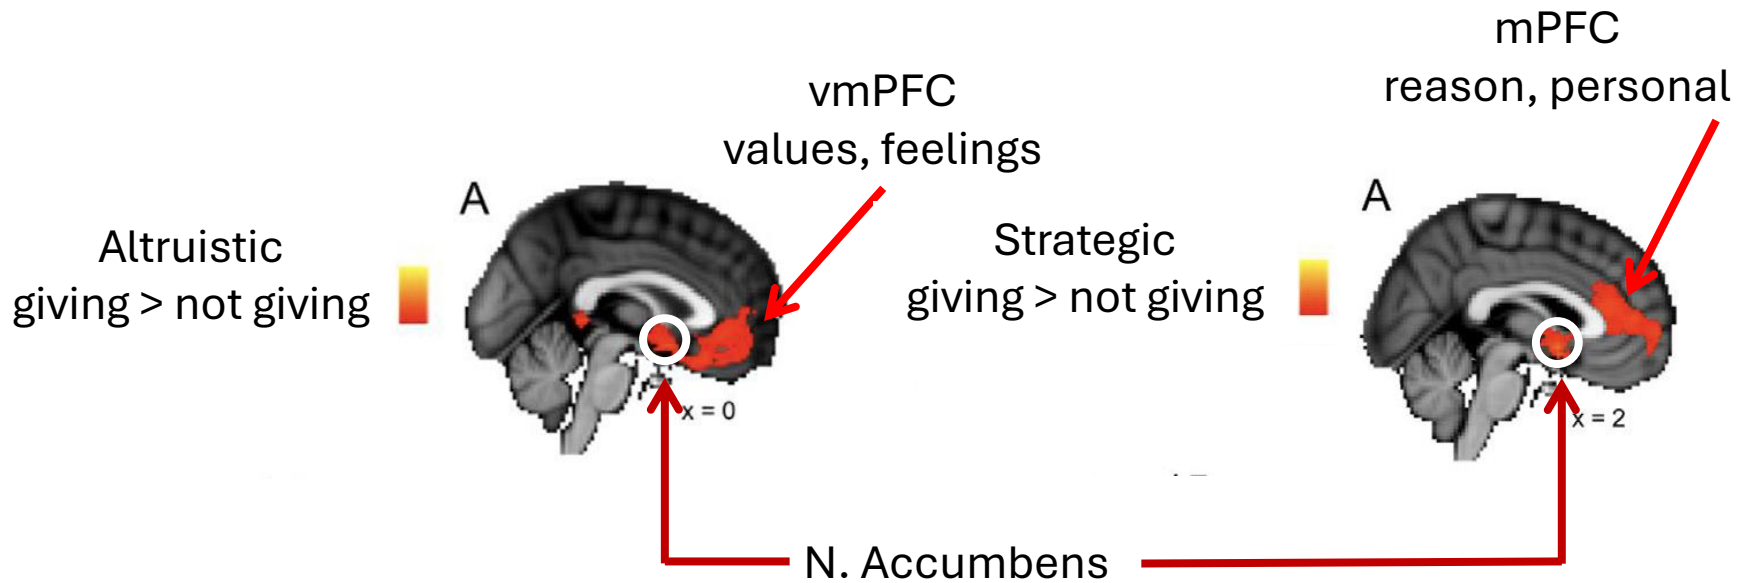 mPFC
reason, personal
vmPFC
values, feelings
A
Altruistic
giving > not giving
x = 0
A
Strategic
giving > not giving
x = 2
N. Accumbens